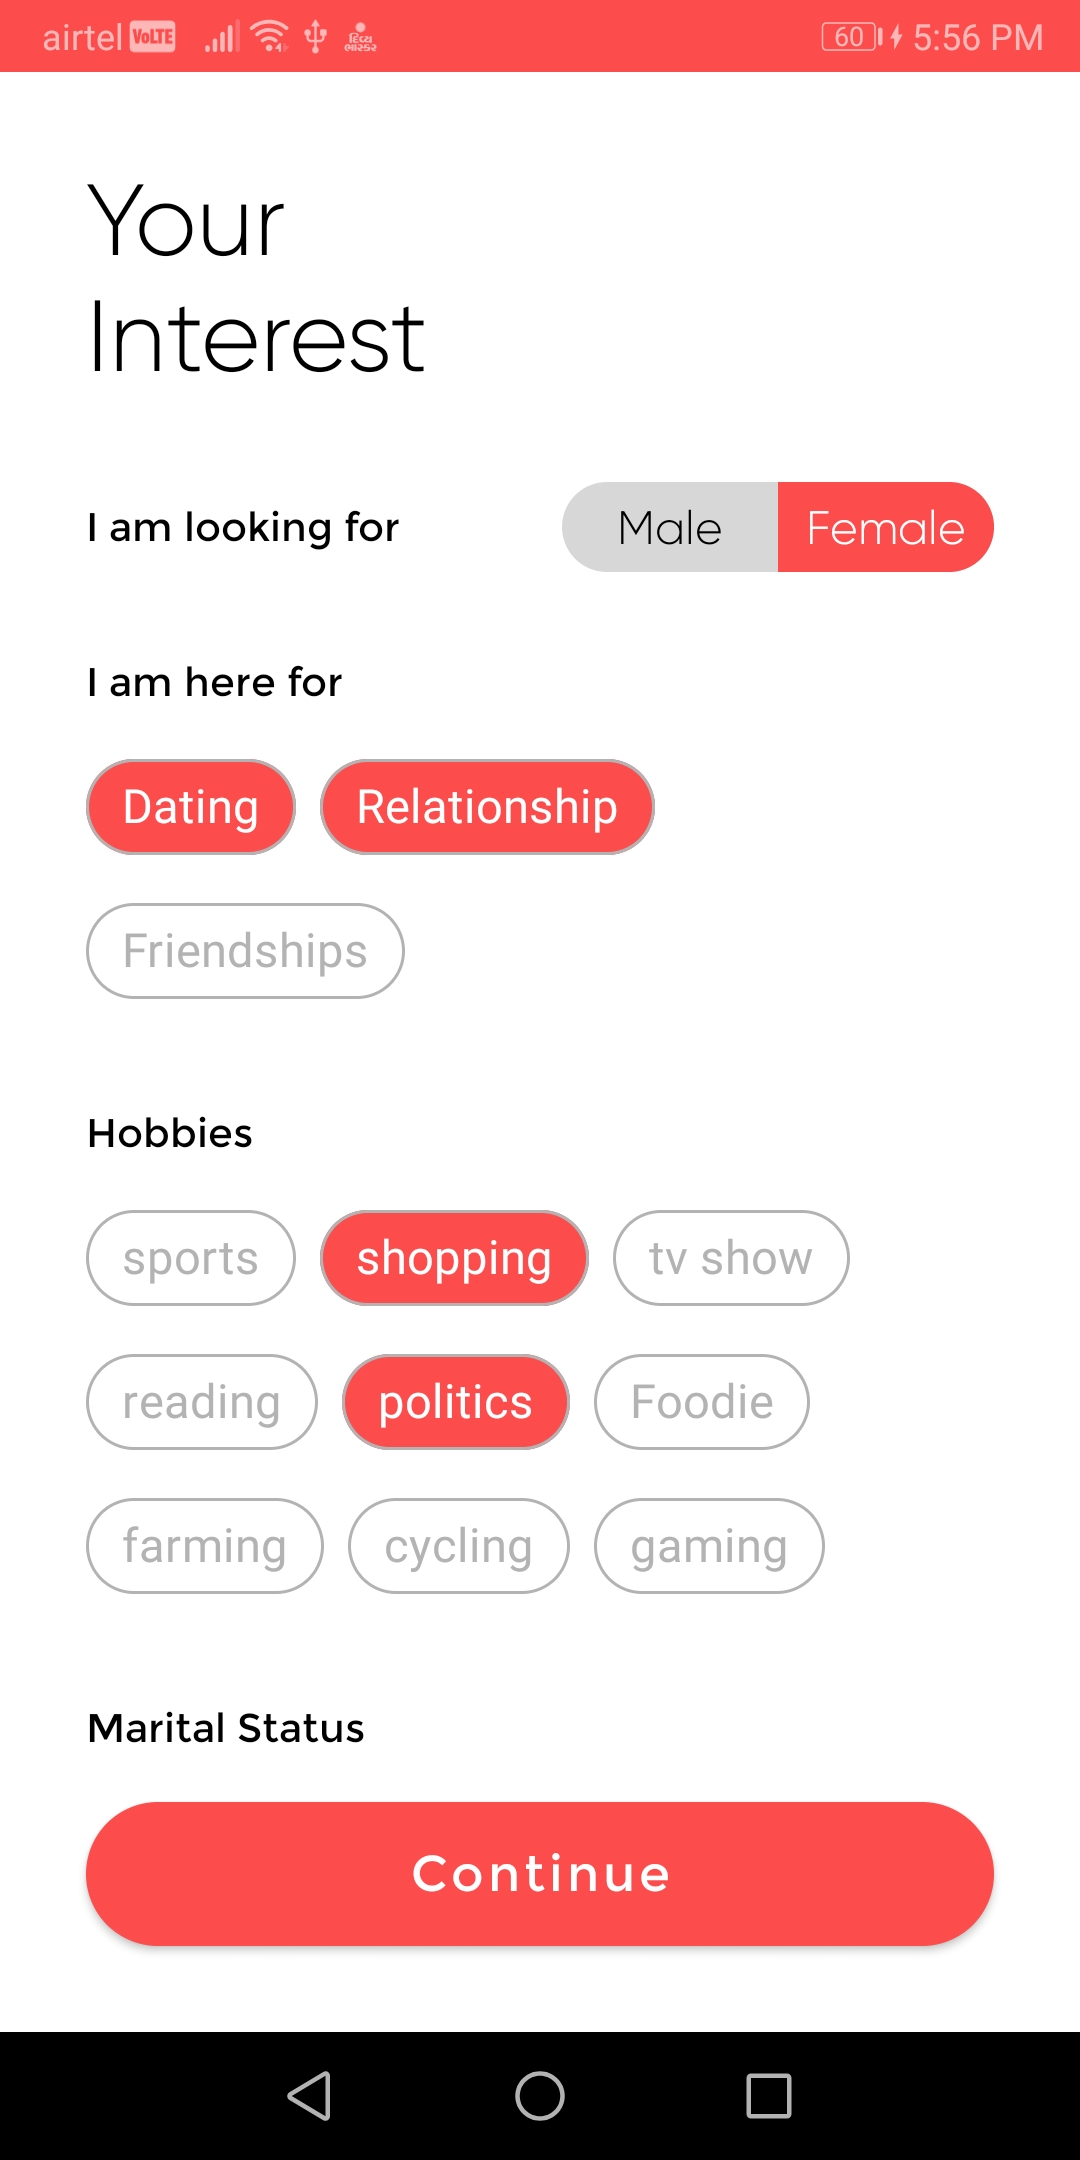 airtel VoLTE દિવ્ય ભાસ્કર 60 5:56 PM
Your
Interest
I am looking for Male Female
I am here for
Dating Relationship
Friendships
Hobbies
sports shopping tv show
reading politics Foodie
farming cycling gaming
Marital Status
Continue